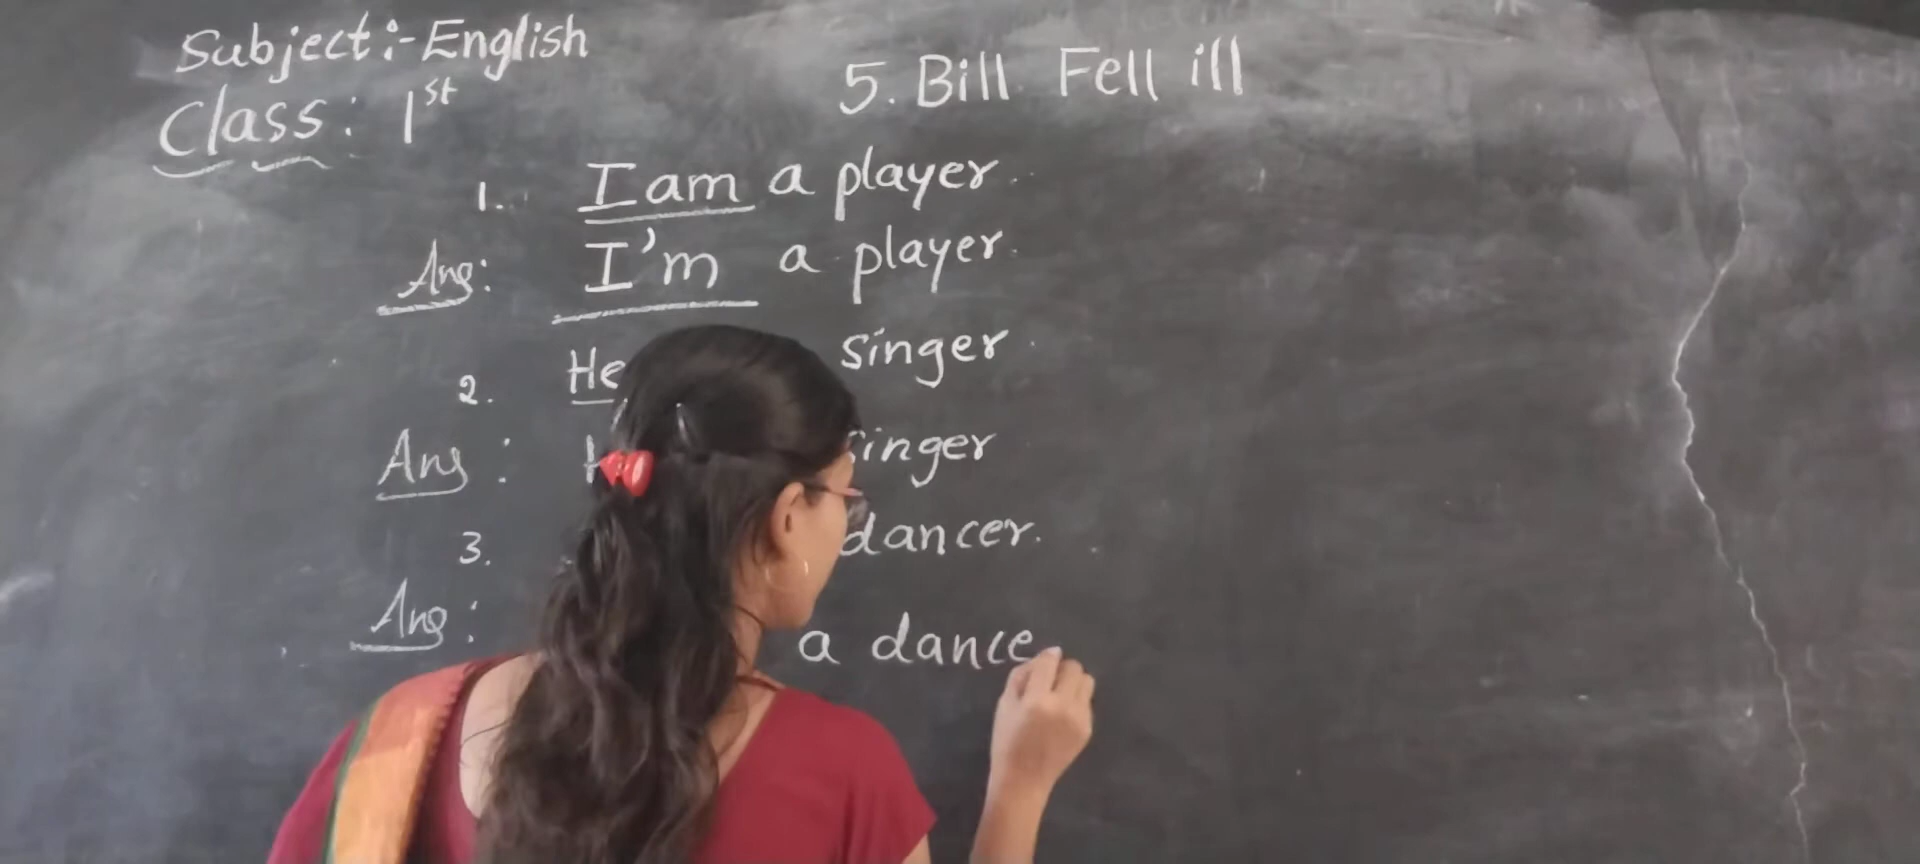 Subject:- English
Class: 1st
5. Bill Fell ill
1. I am a player.
Ans: I'm a player.
2. He singer.
Ans: singer
3. dancer.
Ans: a dance